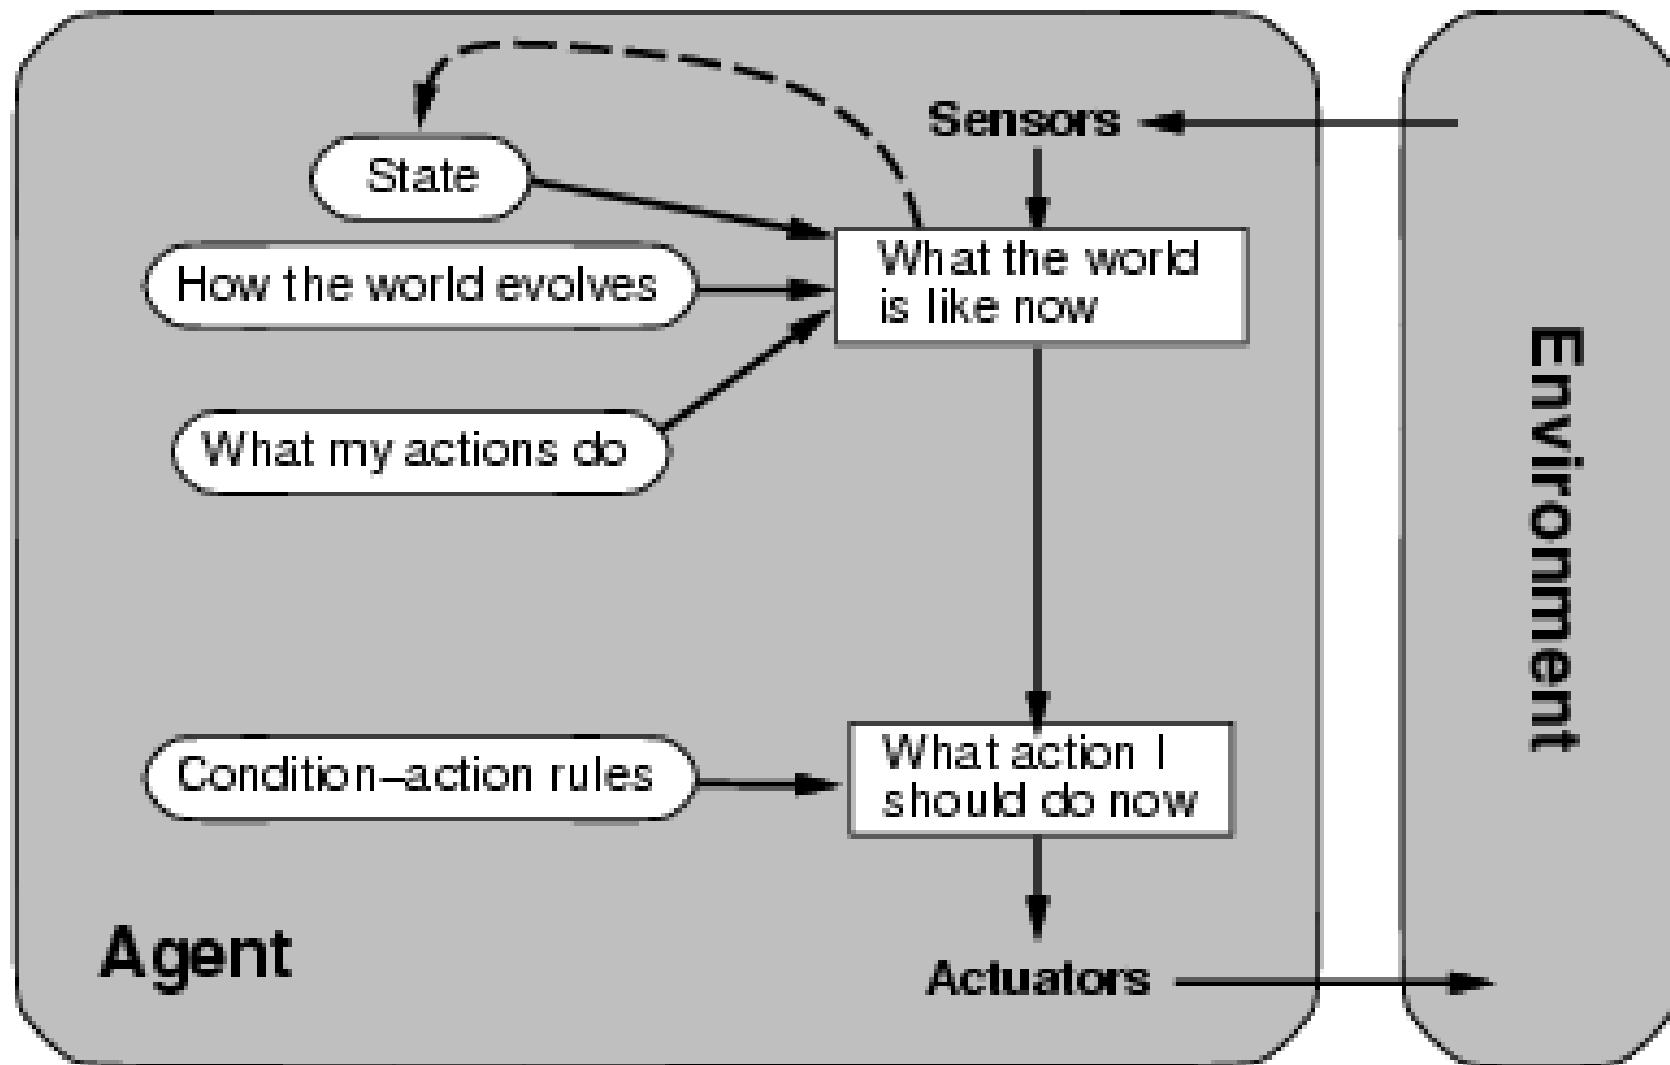 Sensors
State
What the world
is like now
How the world evolves
What my actions do
Environment
Condition–action rules
What action I
should do now
Agent
Actuators